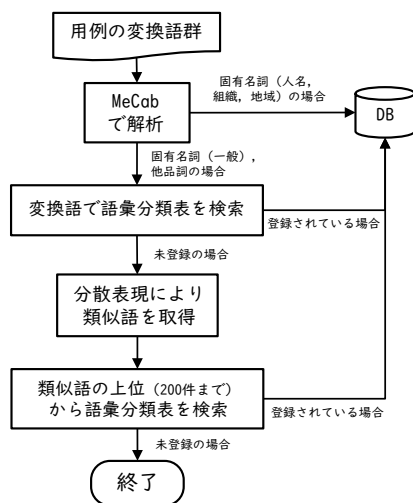 用例の変換語群
MeCab
で解析
固有名詞（人名，
組織，地域）の場合
DB
固有名詞（一般），
他品詞の場合
変換語で語彙分類表を検索
登録されている場合
未登録の場合
分散表現により
類似語を取得
類似語の上位（200件まで）
から語彙分類表を検索
登録されている場合
未登録の場合
終了